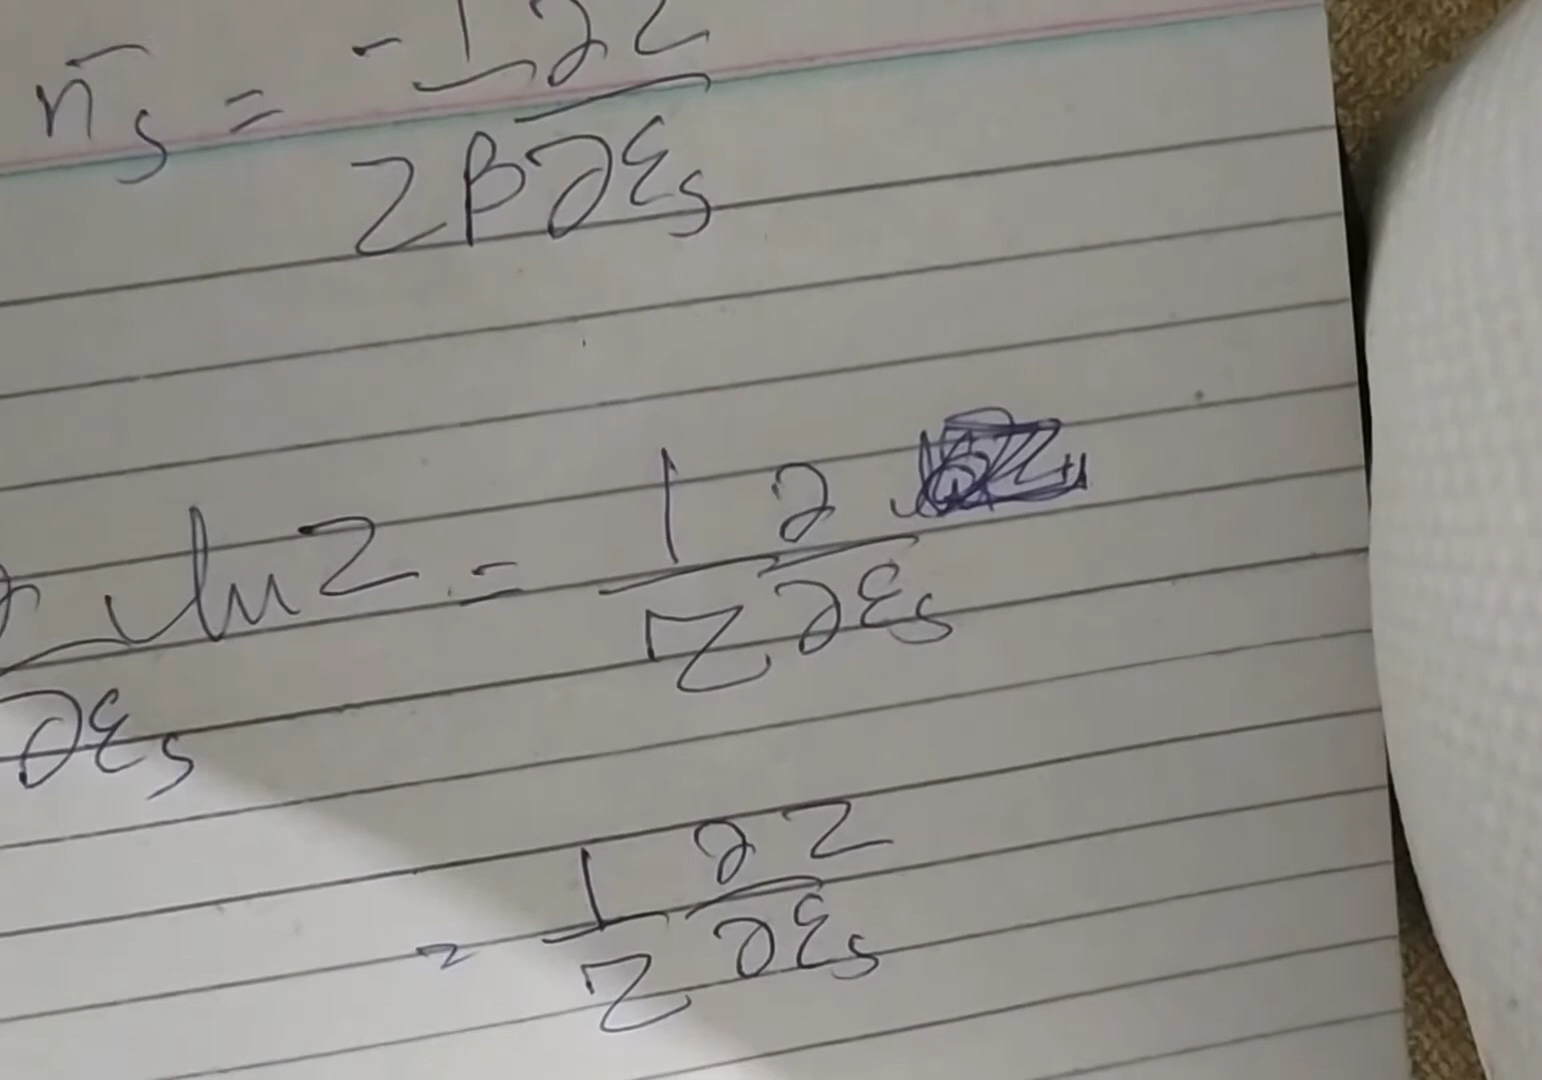 n̄ₛ = -1/(Zβ) ∂Z/∂εₛ
∂/∂εₛ ln Z = 1/Z ∂/∂εₛ
= 1/Z ∂Z/∂εₛ